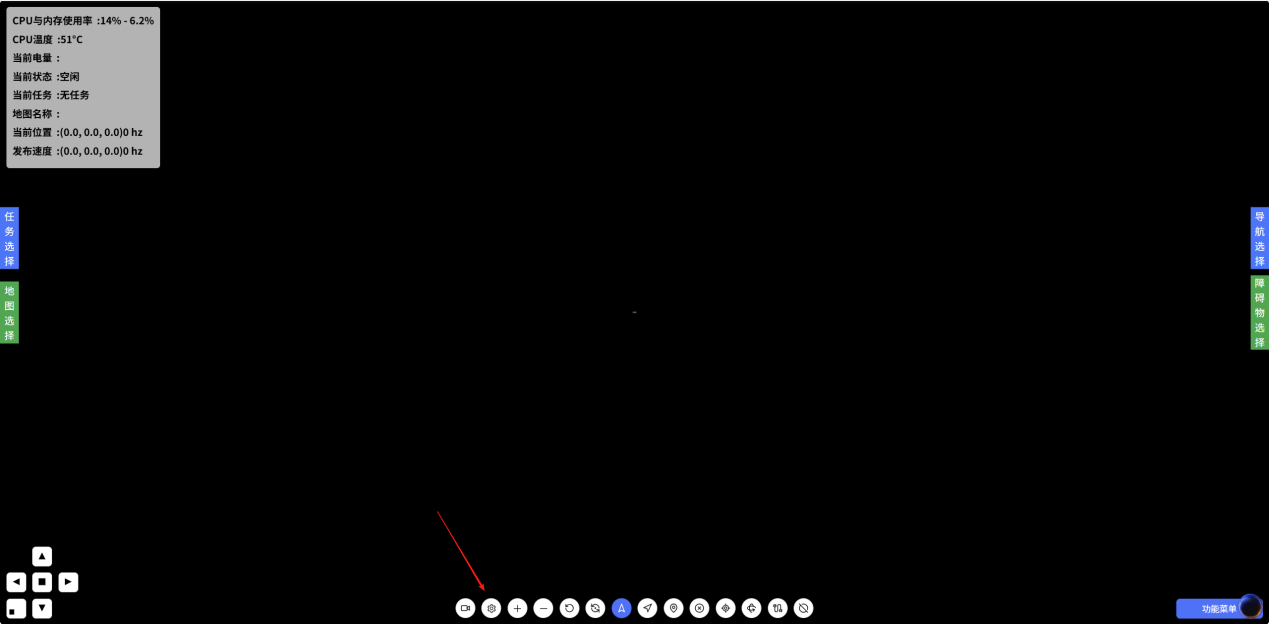 CPU与内存使用率 :14% - 6.2%
CPU温度 :51°C
当前电量 :
当前状态 :空闲
当前任务 :无任务
地图名称 :
当前位置 :(0.0, 0.0, 0.0)0 hz
发布速度 :(0.0, 0.0, 0.0)0 hz
任务选择
地图选择
导航选择
障碍物选择
功能菜单